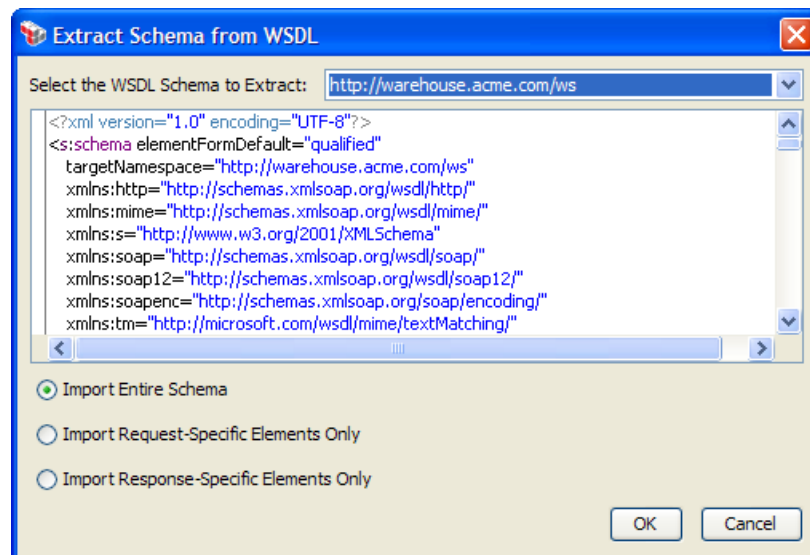 Extract Schema from WSDL
Select the WSDL Schema to Extract: http://warehouse.acme.com/ws
<?xml version="1.0" encoding="UTF-8"?>
<s:schema elementFormDefault="qualified"
targetNamespace="http://warehouse.acme.com/ws"
xmlns:http="http://schemas.xmlsoap.org/wsdl/http/"
xmlns:mime="http://schemas.xmlsoap.org/wsdl/mime/"
xmlns:s="http://www.w3.org/2001/XMLSchema"
xmlns:soap="http://schemas.xmlsoap.org/wsdl/soap/"
xmlns:soap12="http://schemas.xmlsoap.org/wsdl/soap12/"
xmlns:soapenc="http://schemas.xmlsoap.org/soap/encoding/"
xmlns:tm="http://microsoft.com/wsdl/mime/textMatching/"
Import Entire Schema
Import Request-Specific Elements Only
Import Response-Specific Elements Only
OK Cancel